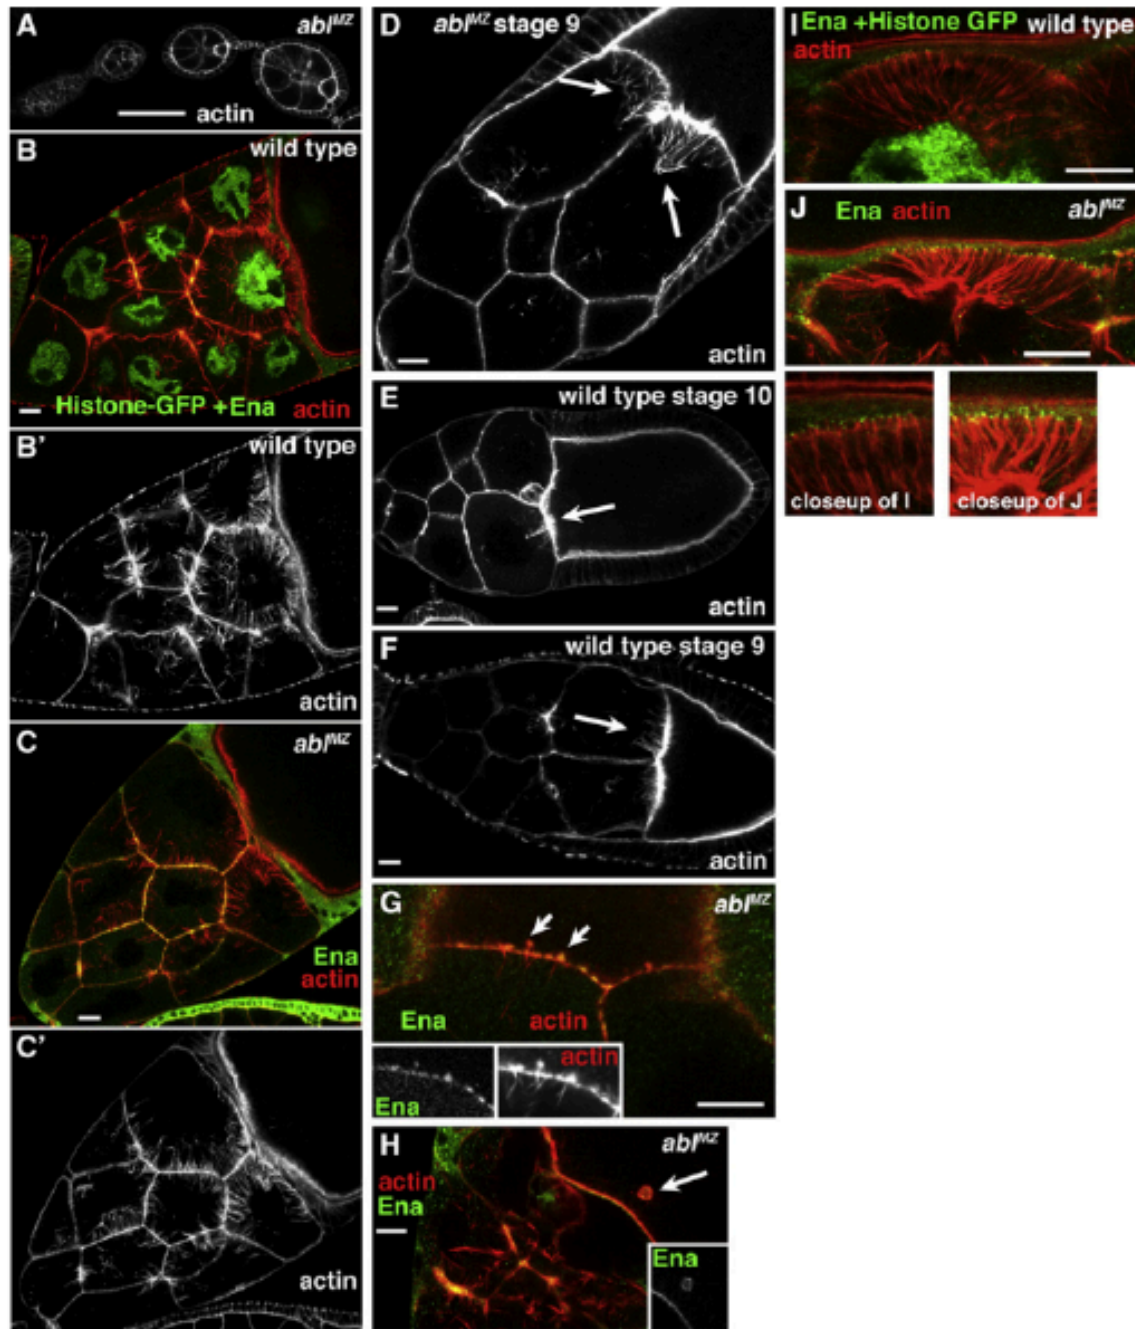 A
abl^MZ
actin
B
wild type
Histone-GFP +Ena
actin
B'
wild type
actin
C
abl^MZ
Ena
actin
C'
actin
D
abl^MZ stage 9
actin
E
wild type stage 10
actin
F
wild type stage 9
actin
G
abl^MZ
Ena
actin
Ena
actin
H
abl^MZ
actin
Ena
Ena
I
Ena +Histone GFP
wild type
actin
J
Ena actin
abl^MZ
closeup of I
closeup of J